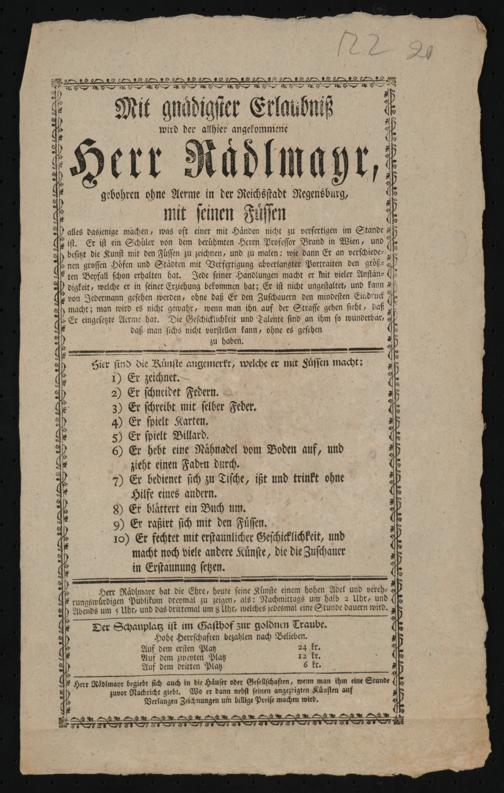 122 20
Mit gnädigster Erlaubniß
wird der allhier angekommene
Herr Rädlmayr,
gebohren ohne Aerme in der Reichsstadt Regensburg,
mit seinen Füssen
alles dasjenige machen, was oft einer mit Händen nicht zu verfertigen im Stande
ist. Er ist ein Schüler von dem berühmten Herrn Professor Brand in Wien, und
besitzt die Kunst mit den Füssen zu zeichnen, und zu malen: wie dann Er an verschiede-
nen grossen Höfen und Städten mit Verfertigung abverlangter Portraiten den größ-
ten Beyfall schon erhalten hat. Jede seiner Handlungen macht er mit vieler Anstän-
digkeit, welche er in seiner Erziehung bekommen hat; Er ist nicht ungestaltet, und kann
von Jedermann gesehen werden, ohne daß Er den Zuschauern den mindesten Eindruck
macht; man wird es nicht gewahr, wenn man ihn auf der Strasse gehen sieht, daß
Er eingesetzte Aerme hat. Die Geschicklichkeit und Talente sind an ihm so wunderbar,
daß man sichs nicht vorstellen kann, ohne es gesehen
zu haben.
Hier sind die Künste angemerkt, welche er mit Füssen macht:
1) Er zeichnet.
2) Er schneidet Federn.
3) Er schreibt mit selber Feder.
4) Er spielt Karten.
5) Er spielt Billard.
6) Er hebt eine Nähnadel vom Boden auf, und
zieht einen Faden durch.
7) Er bedienet sich zu Tische, ißt und trinkt ohne
Hilfe eines andern.
8) Er blättert ein Buch um.
9) Er raßirt sich mit den Füssen.
10) Er fechtet mit erstaunlicher Geschicklichkeit, und
macht noch viele andere Künste, die die Zuschauer
in Erstaunung setzen.
Herr Rädlmayr hat die Ehre, heute seine Künste einem hohen Adel und vereh-
rungswürdigen Publikum dreymal zu zeigen, als: Nachmittags um halb 2 Uhr, und
Abends um 5 Uhr und das drittemal um 8 Uhr, welches jedesmal eine Stunde dauern wird.
Der Schauplatz ist im Gasthof zur goldnen Traube.
Hohe Herrschaften bezahlen nach Belieben.
Auf dem ersten Platz 24 kr.
Auf dem zweyten Platz 12 kr.
Auf dem dritten Platz 6 kr.
Herr Rädlmayr begiebt sich auch in die Häuser oder Gesellschaften, wenn man ihm eine Stunde
zuvor Nachricht giebt. Wo er dann nebst seinen angezeigten Künsten auf
Verlangen Zeichnungen um billige Preise machen wird.